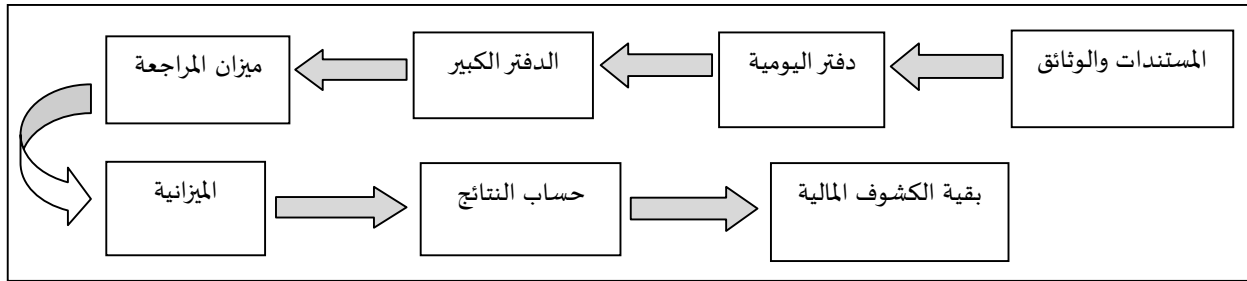 المستندات والوثائق
دفتر اليومية
الدفتر الكبير
ميزان المراجعة
الميزانية
حساب النتائج
بقية الكشوف المالية